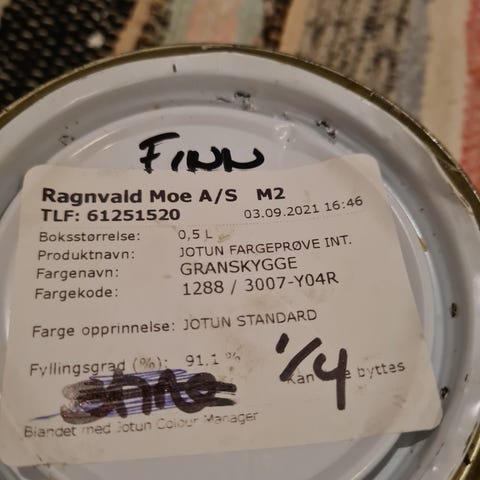 FINN
Ragnvald Moe A/S M2
TLF: 61251520 03.09.2021 16:46
Boksstørrelse: 0,5 L
Produktnavn: JOTUN FARGEPRØVE INT.
Fargenavn: GRANSKYGGE
Fargekode: 1288 / 3007-Y04R
Farge opprinnelse: JOTUN STANDARD
Fyllingsgrad (%): 91.1 %
1/4
Kan byttes
Blandet med Jotun Colour Manager